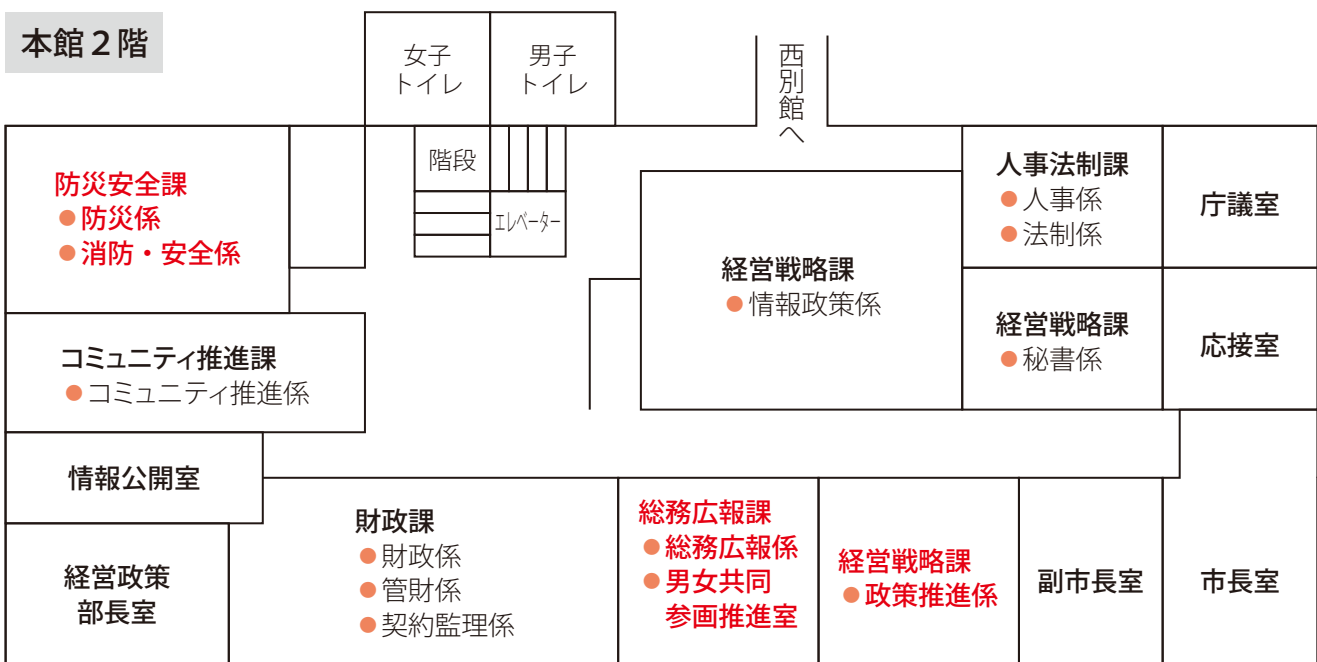 本館２階
女子
トイレ
男子
トイレ
西別館へ
階段
エレベーター
防災安全課
●防災係
●消防・安全係
コミュニティ推進課
●コミュニティ推進係
情報公開室
経営政策
部長室
経営戦略課
●情報政策係
人事法制課
●人事係
●法制係
庁議室
経営戦略課
●秘書係
応接室
財政課
●財政係
●管財係
●契約監理係
総務広報課
●総務広報係
●男女共同
参画推進室
経営戦略課
●政策推進係
副市長室
市長室